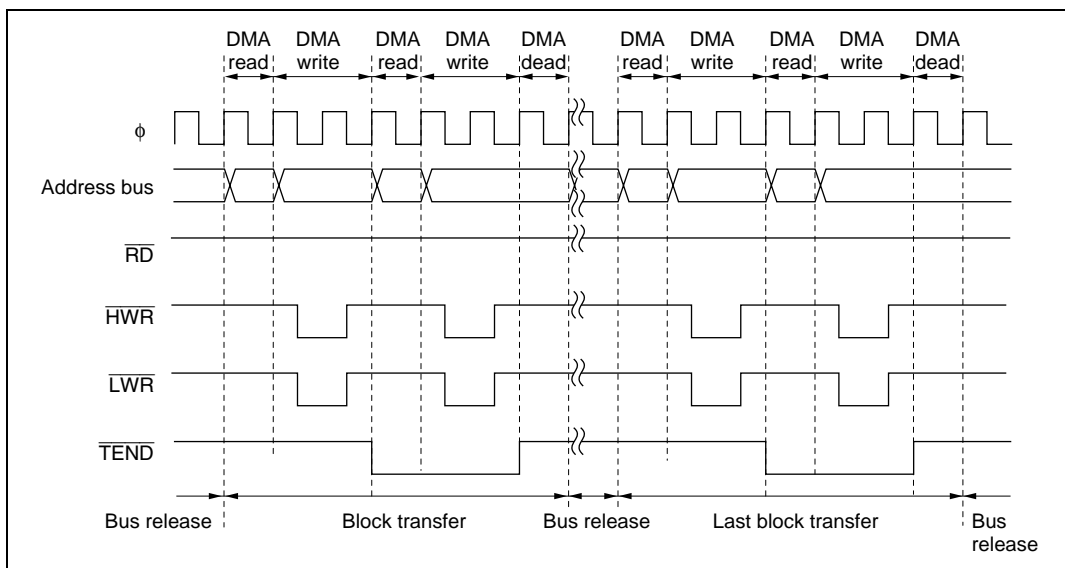 DMA DMA DMA DMA DMA DMA DMA DMA DMA DMA
read write read write dead read write read write dead
φ
Address bus
RD
HWR
LWR
TEND
Bus release Block transfer Bus release Last block transfer Bus
release